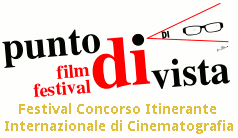 punto
DI
film
festival
di
vista
Festival Concorso Itinerante
Internazionale di Cinematografia